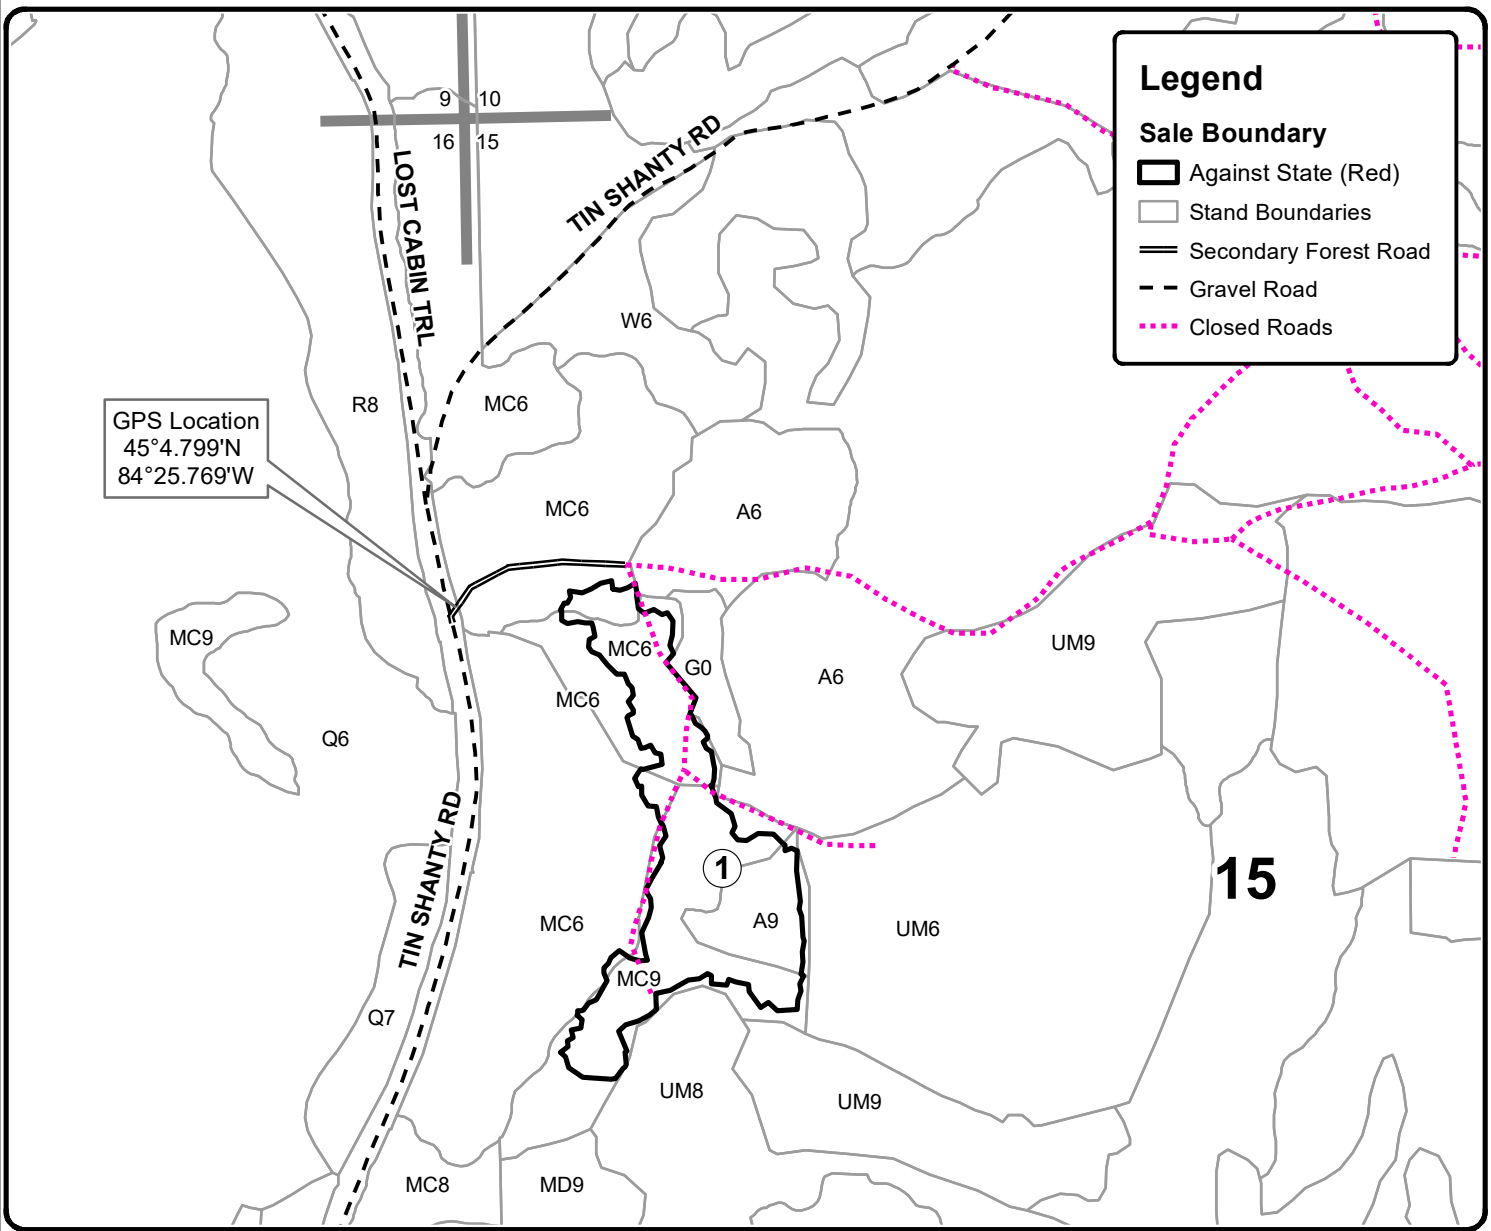 Legend
Sale Boundary
Against State (Red)
Stand Boundaries
Secondary Forest Road
Gravel Road
Closed Roads
9
10
16
15
LOST CABIN TRL
TIN SHANTY RD
W6
R8
MC6
GPS Location
45°4.799'N
84°25.769'W
MC6
A6
MC9
MC6
G0
A6
UM9
MC6
Q6
TIN SHANTY RD
1
15
MC6
A9
UM6
MC9
Q7
UM8
UM9
MC8
MD9